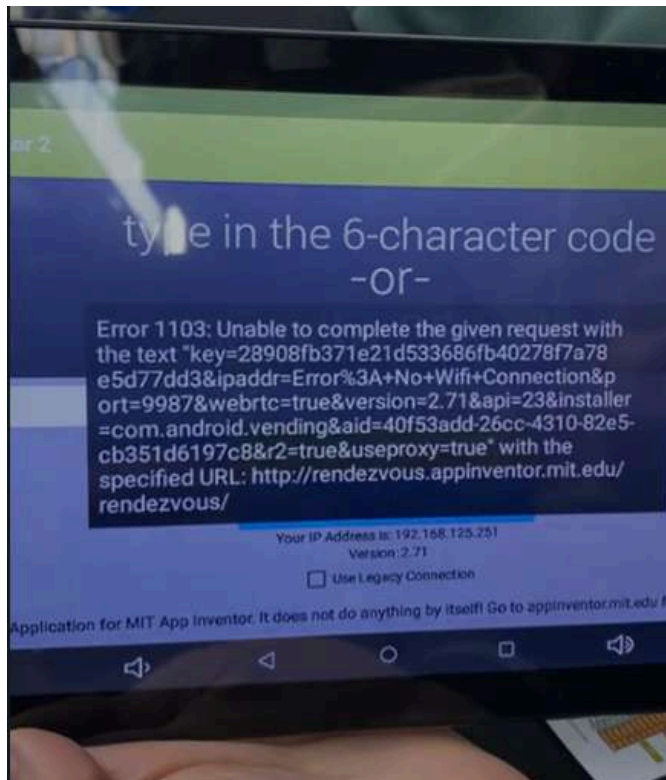 or 2
type in the 6-character code
-or-
Error 1103: Unable to complete the given request with
the text "key=28908fb371e21d533686fb40278f7a78
e5d77dd3&ipaddr=Error%3A+No+Wifi+Connection&p
ort=9987&webrtc=true&version=2.71&api=23&installer
=com.android.vending&aid=40f53add-26cc-4310-82e5-
cb351d6197c8&r2=true&useproxy=true" with the
specified URL: http://rendezvous.appinventor.mit.edu/
rendezvous/
Your IP Address is: 192.168.125.251
Version: 2.71
Use Legacy Connection
Application for MIT App Inventor. It does not do anything by itself! Go to appinventor.mit.edu